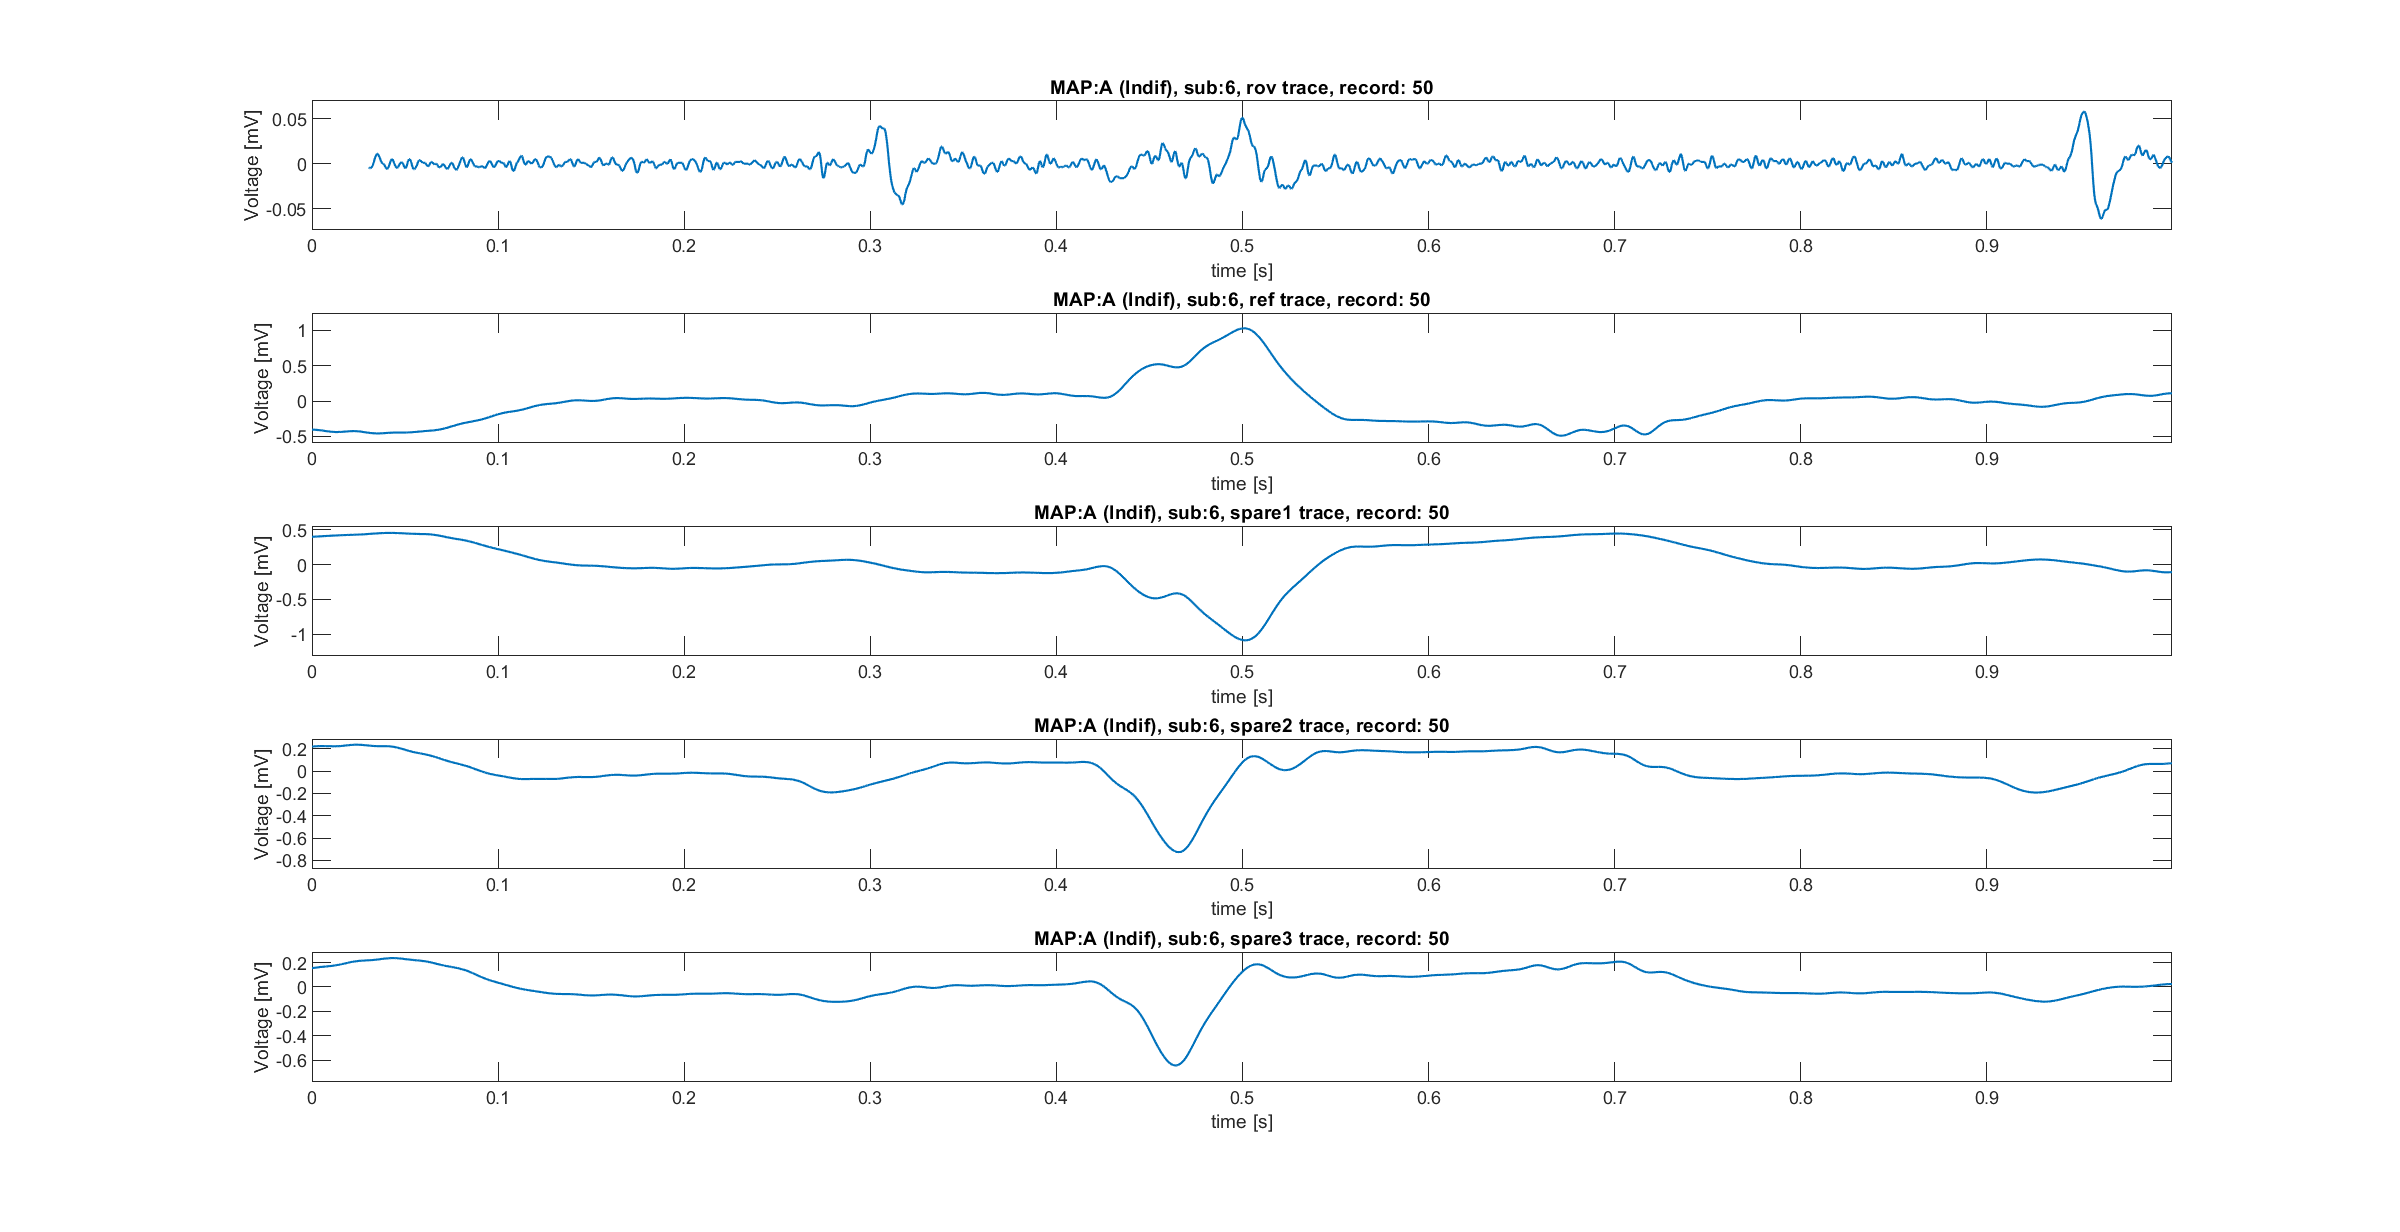 MAP:A (Indif), sub:6, rov trace, record: 50
Voltage [mV]
0.05
0
-0.05
0 0.1 0.2 0.3 0.4 0.5 0.6 0.7 0.8 0.9
time [s]
MAP:A (Indif), sub:6, ref trace, record: 50
Voltage [mV]
1
0.5
0
-0.5
0 0.1 0.2 0.3 0.4 0.5 0.6 0.7 0.8 0.9
time [s]
MAP:A (Indif), sub:6, spare1 trace, record: 50
Voltage [mV]
0.5
0
-0.5
-1
0 0.1 0.2 0.3 0.4 0.5 0.6 0.7 0.8 0.9
time [s]
MAP:A (Indif), sub:6, spare2 trace, record: 50
Voltage [mV]
0.2
0
-0.2
-0.4
-0.6
-0.8
0 0.1 0.2 0.3 0.4 0.5 0.6 0.7 0.8 0.9
time [s]
MAP:A (Indif), sub:6, spare3 trace, record: 50
Voltage [mV]
0.2
0
-0.2
-0.4
-0.6
0 0.1 0.2 0.3 0.4 0.5 0.6 0.7 0.8 0.9
time [s]